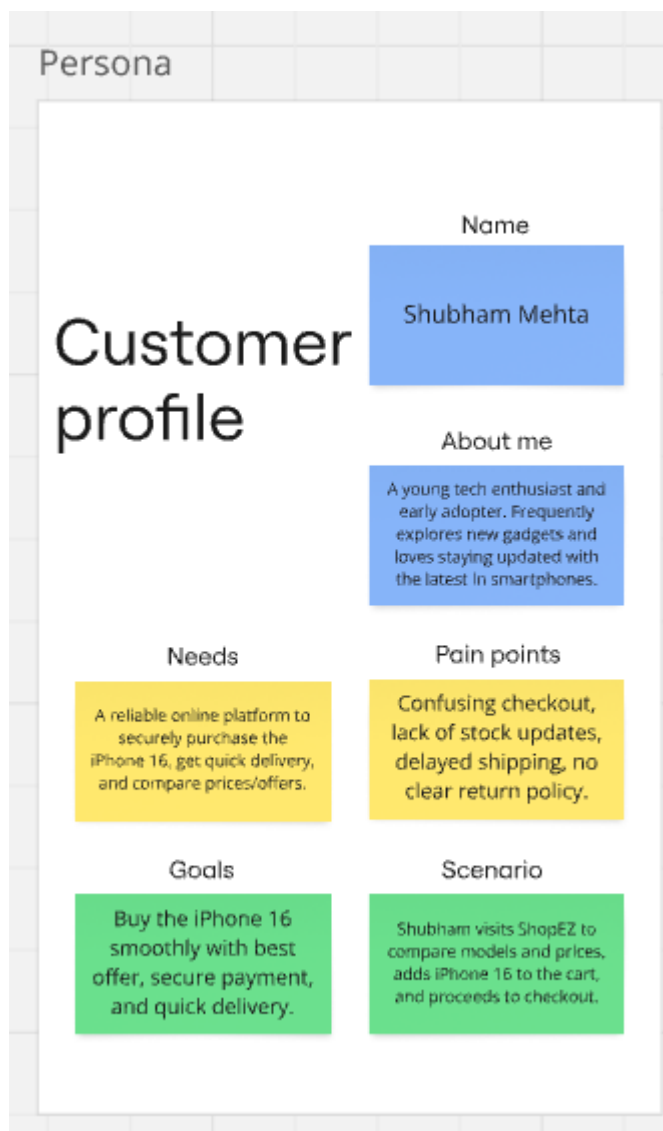 Persona
Customer
profile
Name
Shubham Mehta
About me
A young tech enthusiast and
early adopter. Frequently
explores new gadgets and
loves staying updated with
the latest in smartphones.
Needs
A reliable online platform to
securely purchase the
iPhone 16, get quick delivery,
and compare prices/offers.
Pain points
Confusing checkout,
lack of stock updates,
delayed shipping, no
clear return policy.
Goals
Buy the iPhone 16
smoothly with best
offer, secure payment,
and quick delivery.
Scenario
Shubham visits ShopEZ to
compare models and prices,
adds iPhone 16 to the cart,
and proceeds to checkout.